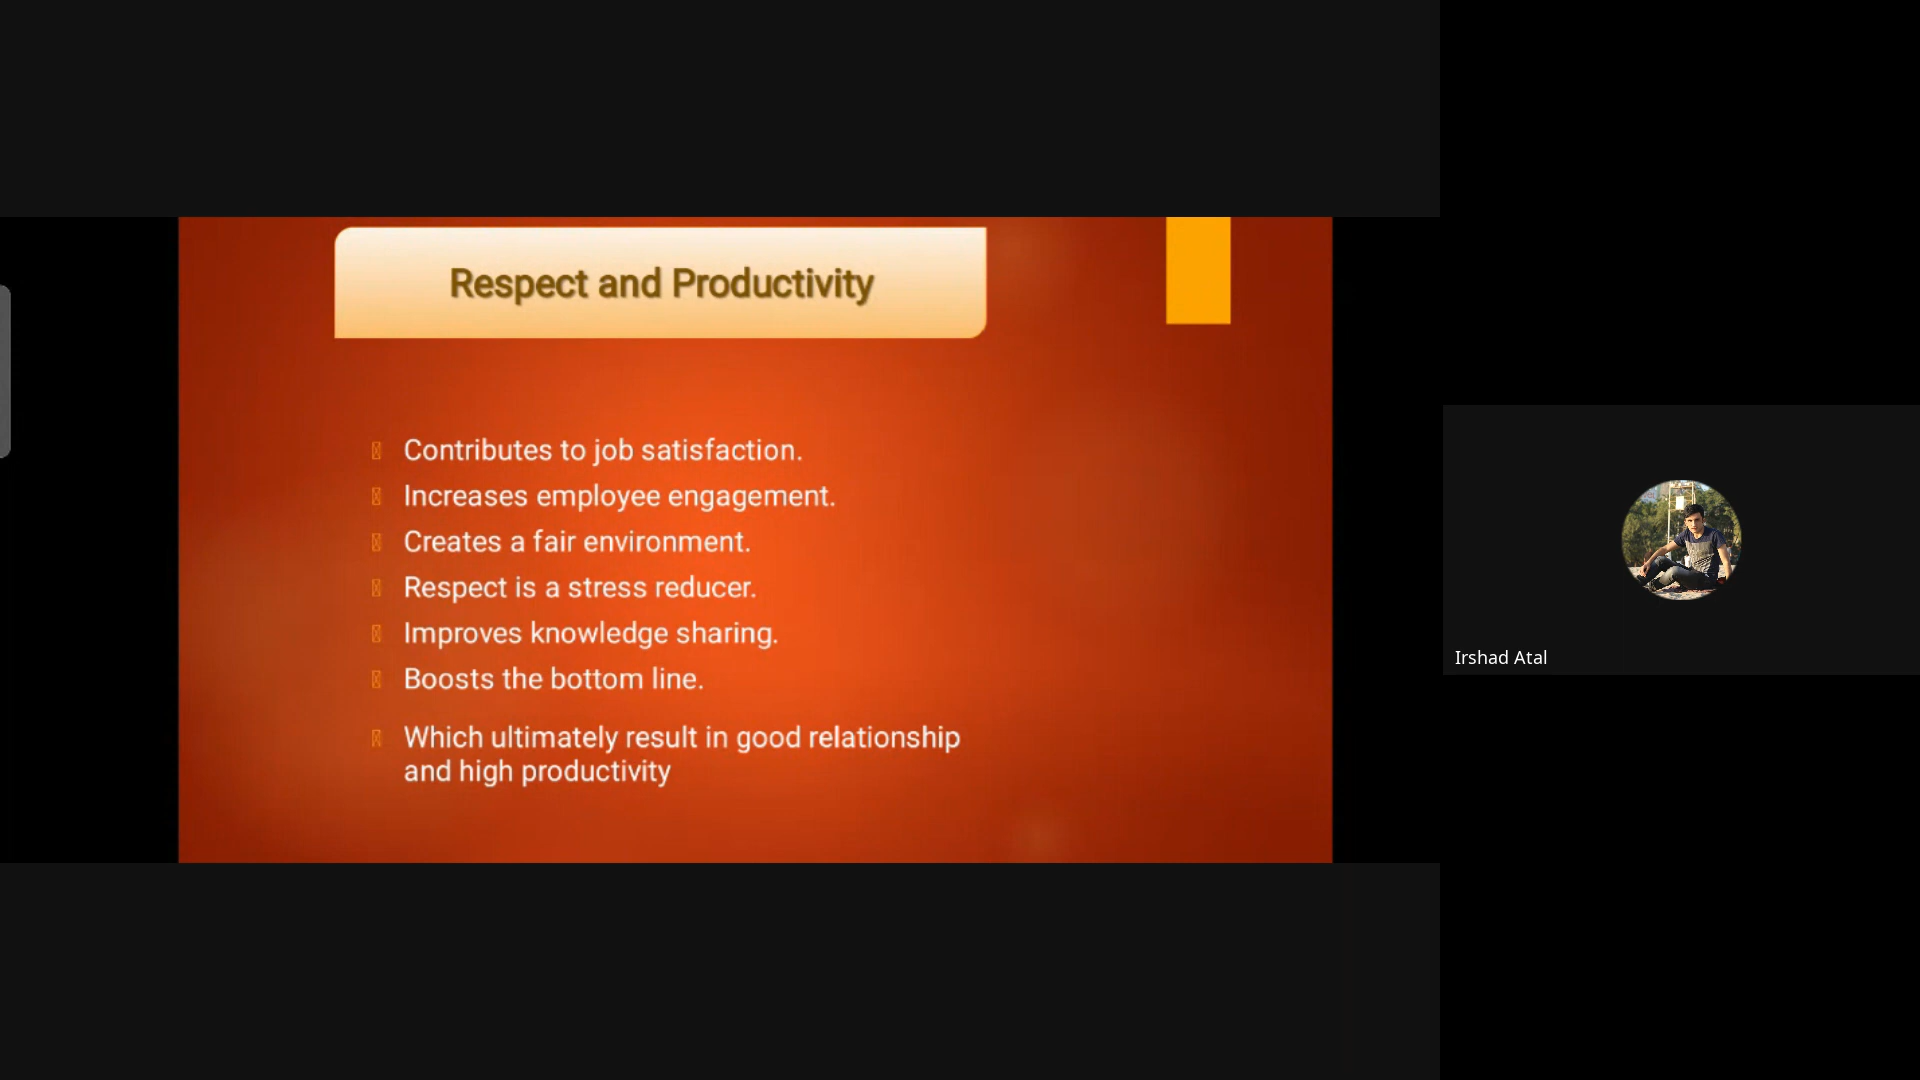 Respect and Productivity
Contributes to job satisfaction.
Increases employee engagement.
Creates a fair environment.
Respect is a stress reducer.
Improves knowledge sharing.
Boosts the bottom line.
Which ultimately result in good relationship
and high productivity
Irshad Atal